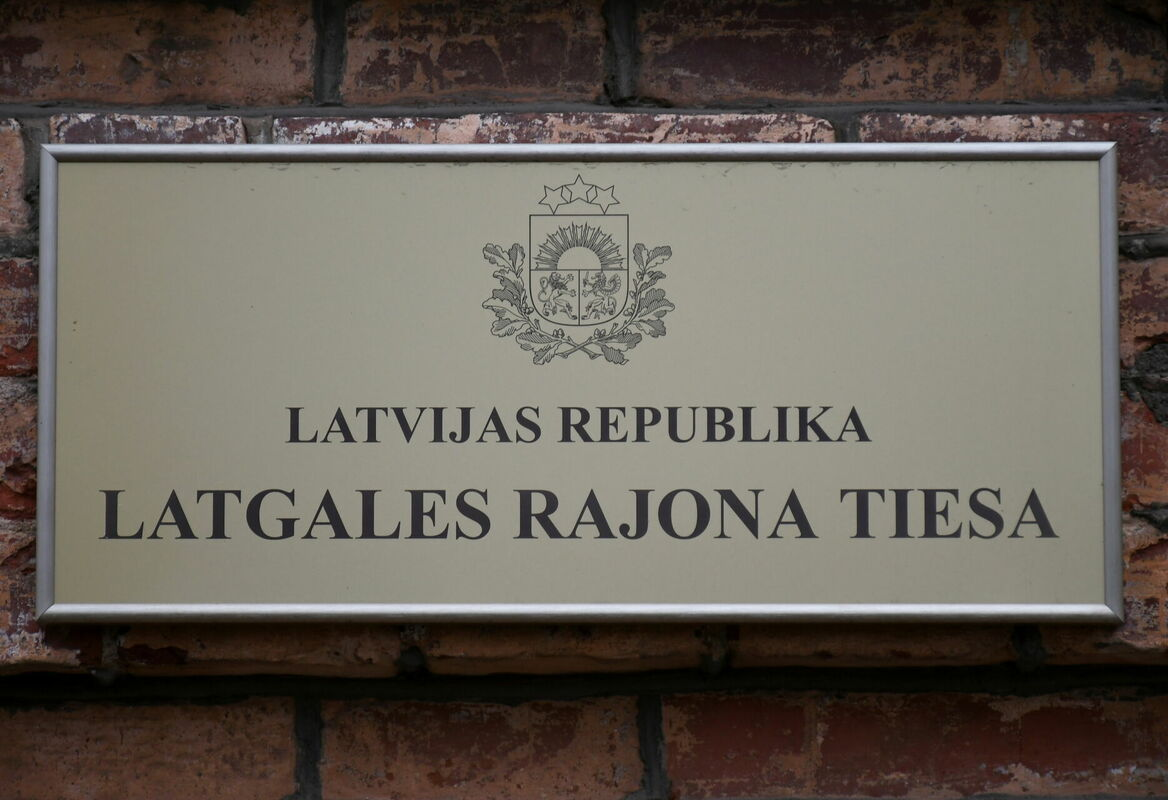 LATVIJAS REPUBLIKA
LATGALES RAJONA TIESA